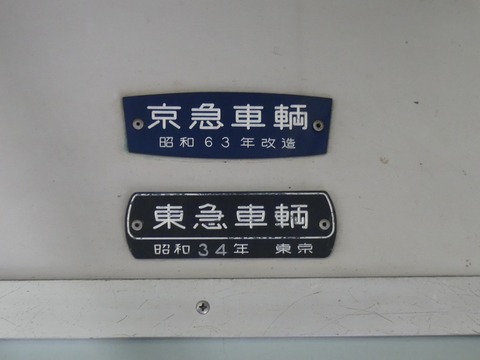 京急車輌
昭和63年改造
東急車輌
昭和34年 東京